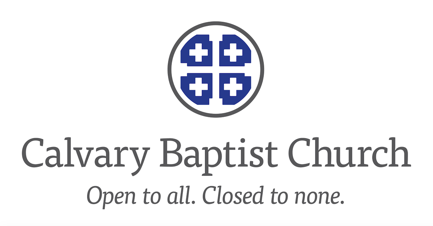 Calvary Baptist Church
Open to all. Closed to none.